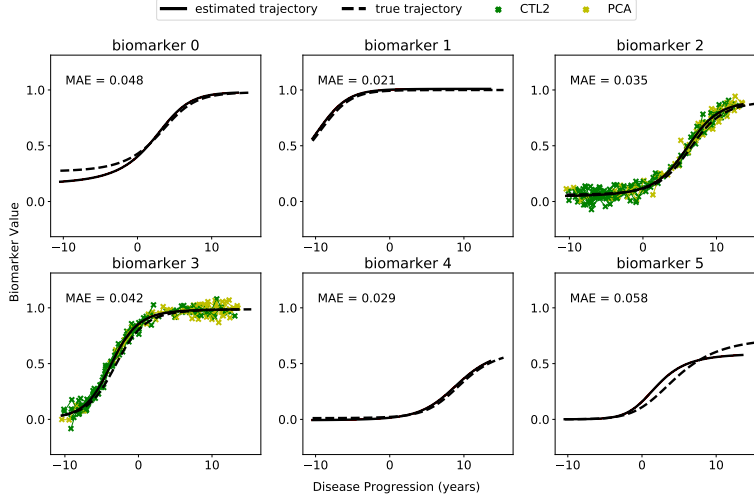 estimated trajectory true trajectory CTL2 PCA
biomarker 0 biomarker 1 biomarker 2
MAE = 0.048 MAE = 0.021 MAE = 0.035
1.0 1.0 1.0
0.5 0.5 0.5
0.0 0.0 0.0
−10 0 10 −10 0 10 −10 0 10
Biomarker Value
biomarker 3 biomarker 4 biomarker 5
MAE = 0.042 MAE = 0.029 MAE = 0.058
1.0 1.0 1.0
0.5 0.5 0.5
0.0 0.0 0.0
−10 0 10 −10 0 10 −10 0 10
Disease Progression (years)